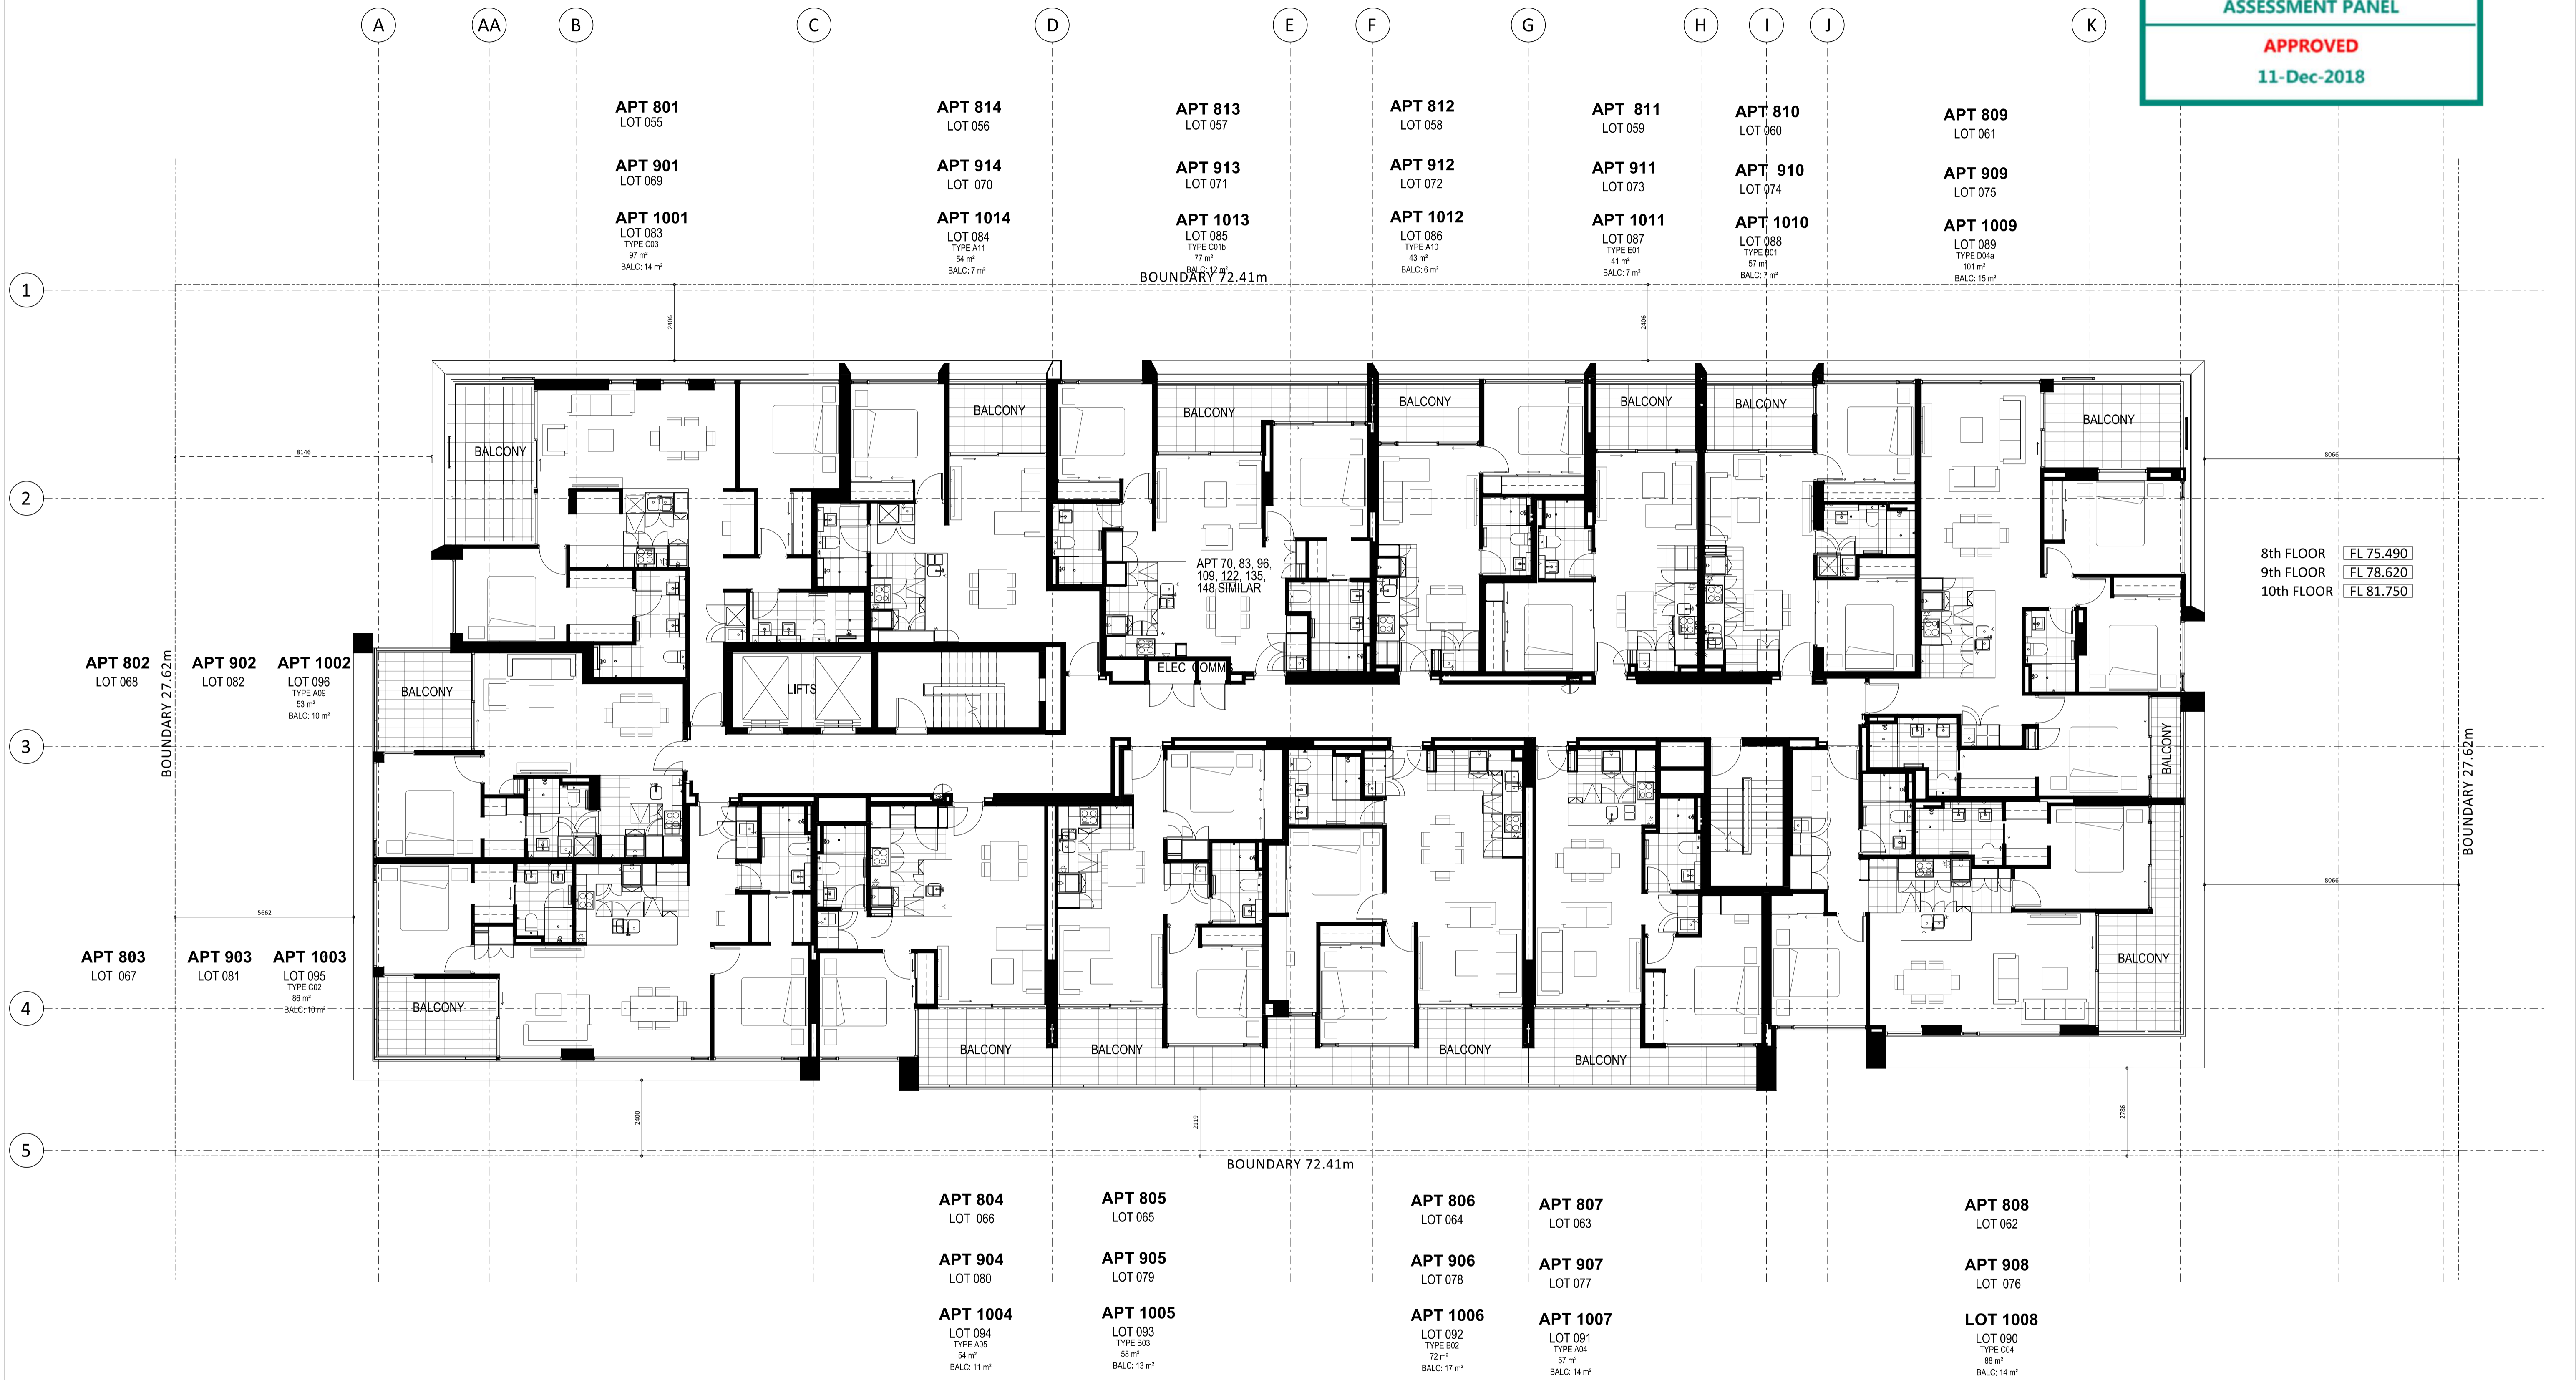 A
AA
B
C
D
E
F
G
H
I
J
K
ASSESSMENT PANEL
APPROVED
11-Dec-2018
APT 801
LOT 055
APT 901
LOT 069
APT 1001
LOT 083
TYPE C03
97 m²
BALC: 14 m²
APT 814
LOT 056
APT 914
LOT 070
APT 1014
LOT 084
TYPE A11
54 m²
BALC: 7 m²
APT 813
LOT 057
APT 913
LOT 071
APT 1013
LOT 085
TYPE C01b
77 m²
BALC: 12 m²
APT 812
LOT 058
APT 912
LOT 072
APT 1012
LOT 086
TYPE A10
43 m²
BALC: 6 m²
APT 811
LOT 059
APT 911
LOT 073
APT 1011
LOT 087
TYPE E01
41 m²
BALC: 7 m²
APT 810
LOT 060
APT 910
LOT 074
APT 1010
LOT 088
TYPE B01
57 m²
BALC: 7 m²
APT 809
LOT 061
APT 909
LOT 075
APT 1009
LOT 089
TYPE D04a
101 m²
BALC: 15 m²
BOUNDARY 72.41m
1
2
3
4
5
2406
2406
8146
8066
BALCONY
BALCONY
BALCONY
BALCONY
BALCONY
BALCONY
BALCONY
APT 70, 83, 96,
109, 122, 135,
148 SIMILAR
8th FLOOR FL 75.490
9th FLOOR FL 78.620
10th FLOOR FL 81.750
APT 802
LOT 068
APT 902
LOT 082
APT 1002
LOT 096
TYPE A09
53 m²
BALC: 10 m²
BOUNDARY 27.62m
BALCONY
LIFTS
ELEC COMMS
BALCONY
BOUNDARY 27.62m
8066
5662
APT 803
LOT 067
APT 903
LOT 081
APT 1003
LOT 095
TYPE C02
86 m²
BALC: 10 m²
BALCONY
BALCONY
BALCONY
BALCONY
BALCONY
BALCONY
2400
2119
2786
BOUNDARY 72.41m
APT 804
LOT 066
APT 904
LOT 080
APT 1004
LOT 094
TYPE A05
54 m²
BALC: 11 m²
APT 805
LOT 065
APT 905
LOT 079
APT 1005
LOT 093
TYPE B03
58 m²
BALC: 13 m²
APT 806
LOT 064
APT 906
LOT 078
APT 1006
LOT 092
TYPE B02
72 m²
BALC: 17 m²
APT 807
LOT 063
APT 907
LOT 077
APT 1007
LOT 091
TYPE A04
57 m²
BALC: 14 m²
APT 808
LOT 062
APT 908
LOT 076
LOT 1008
LOT 090
TYPE C04
88 m²
BALC: 14 m²